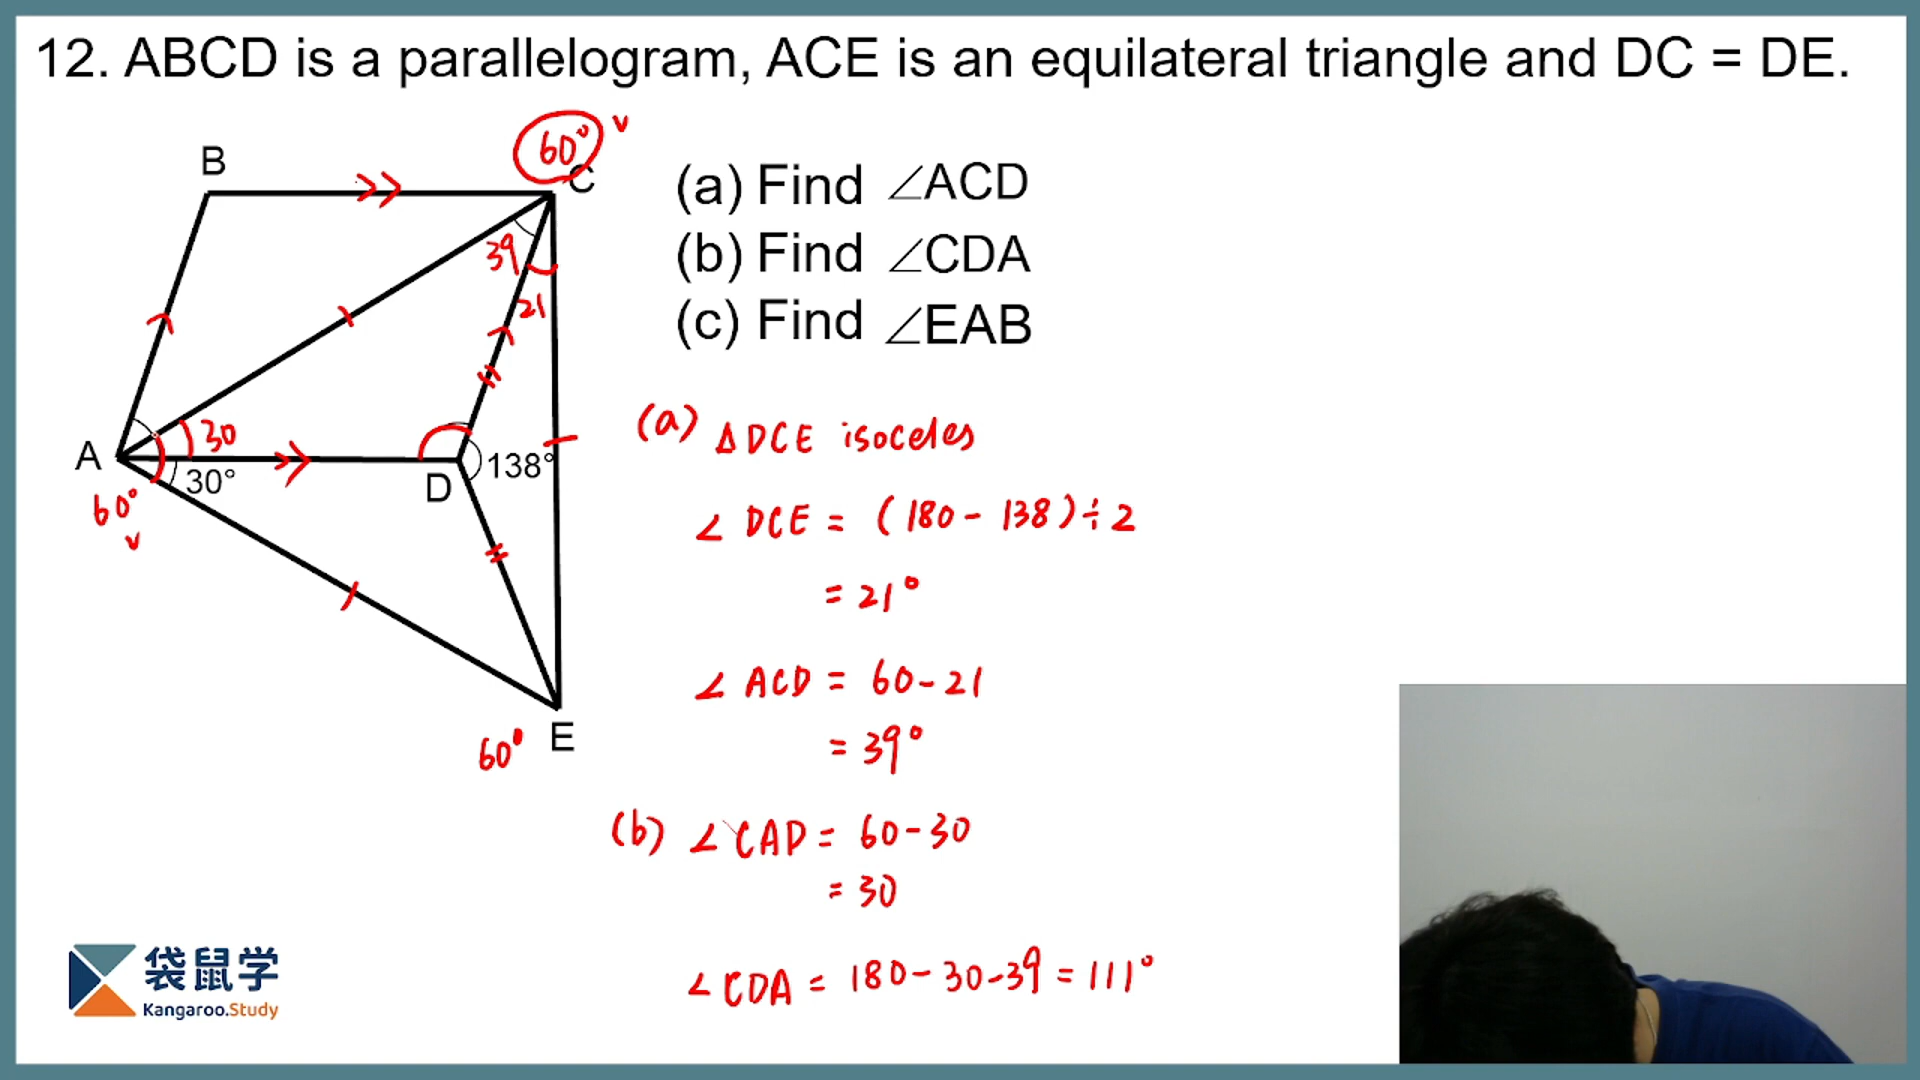 12. ABCD is a parallelogram, ACE is an equilateral triangle and DC = DE.
60°
B
C
(a) Find ∠ACD
(b) Find ∠CDA
(c) Find ∠EAB
39
21
30
A
30°
D
138°
60°
E
60°
(a) ΔDCE isoceles
∠ DCE = (180 - 138) ÷ 2
= 21°
∠ ACD = 60 - 21
= 39°
(b) ∠ CAD = 60 - 30
= 30
∠ CDA = 180 - 30 - 39 = 111°
袋鼠学
Kangaroo.Study